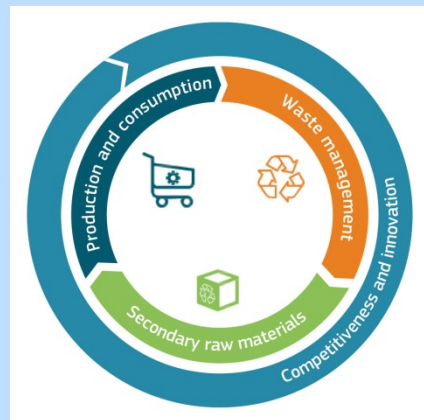 Production and consumption
Waste management
Secondary raw materials
Competitiveness and innovation